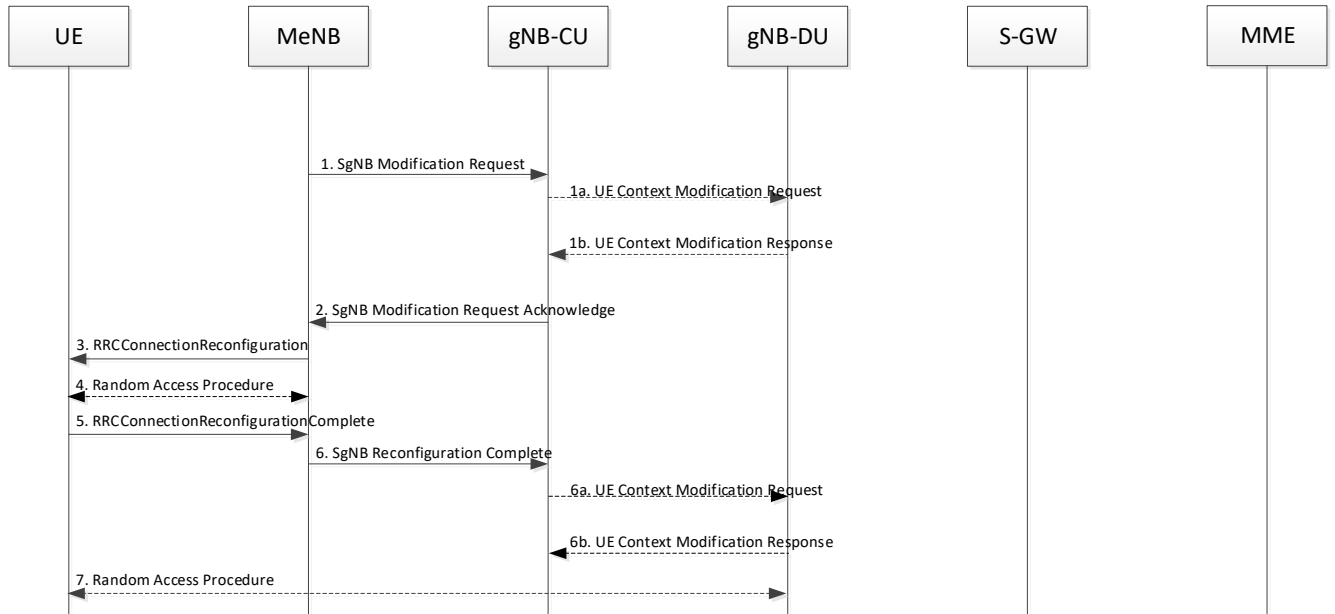 UE
MeNB
gNB-CU
gNB-DU
S-GW
MME
1. SgNB Modification Request
1a. UE Context Modification Request
1b. UE Context Modification Response
2. SgNB Modification Request Acknowledge
3. RRCConnectionReconfiguration
4. Random Access Procedure
5. RRCConnectionReconfigurationComplete
6. SgNB Reconfiguration Complete
6a. UE Context Modification Request
6b. UE Context Modification Response
7. Random Access Procedure